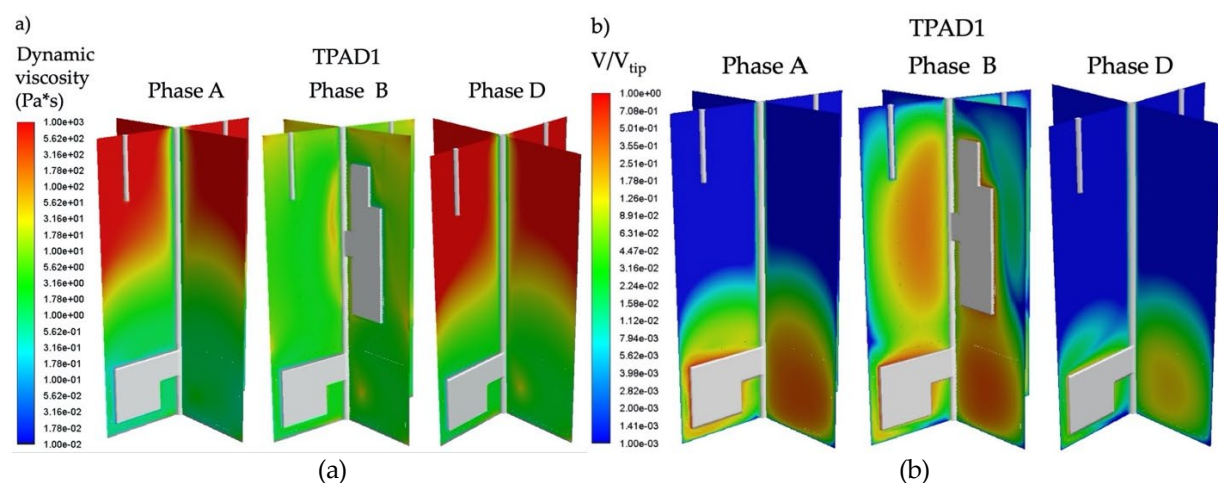 a)
Dynamic
viscosity
(Pa*s)
TPAD1
Phase A
Phase B
Phase D
1.00e+03
5.62e+02
3.16e+02
1.78e+02
1.00e+02
5.62e+01
3.16e+01
1.78e+01
1.00e+01
5.62e+00
3.16e+00
1.78e+00
1.00e+00
5.62e-01
3.16e-01
1.78e-01
1.00e-01
5.62e-02
3.16e-02
1.78e-02
1.00e-02
(a)
b)
V/Vtip
TPAD1
Phase A
Phase B
Phase D
1.00e+00
7.08e-01
5.01e-01
3.55e-01
2.51e-01
1.78e-01
1.26e-01
8.91e-02
6.31e-02
4.47e-02
3.16e-02
2.24e-02
1.58e-02
1.12e-02
7.94e-03
5.62e-03
3.98e-03
2.82e-03
2.00e-03
1.41e-03
1.00e-03
(b)